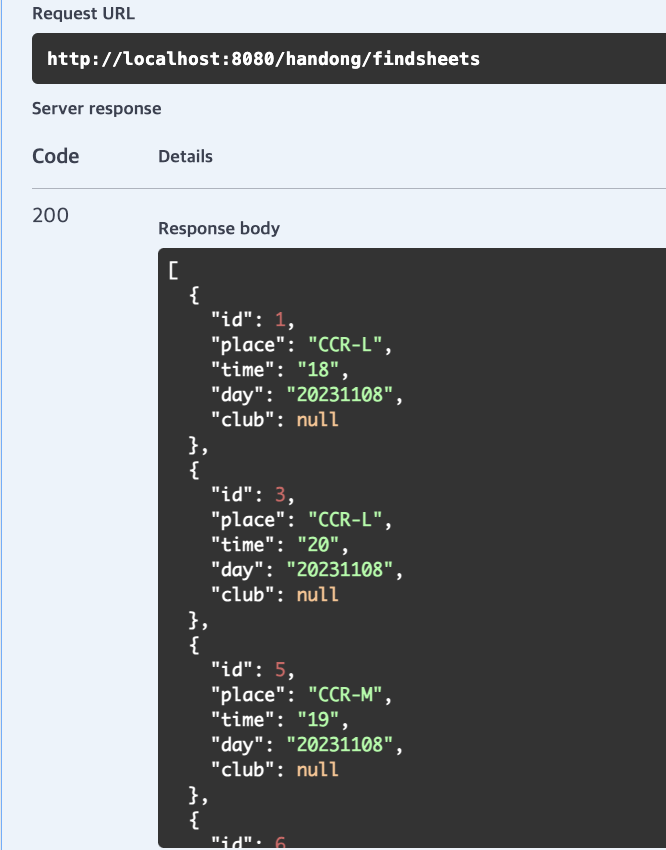 Request URL
http://localhost:8080/handong/findsheets
Server response
Code Details
200
Response body
[
  {
    "id": 1,
    "place": "CCR-L",
    "time": "18",
    "day": "20231108",
    "club": null
  },
  {
    "id": 3,
    "place": "CCR-L",
    "time": "20",
    "day": "20231108",
    "club": null
  },
  {
    "id": 5,
    "place": "CCR-M",
    "time": "19",
    "day": "20231108",
    "club": null
  },
  {
    "id": 6